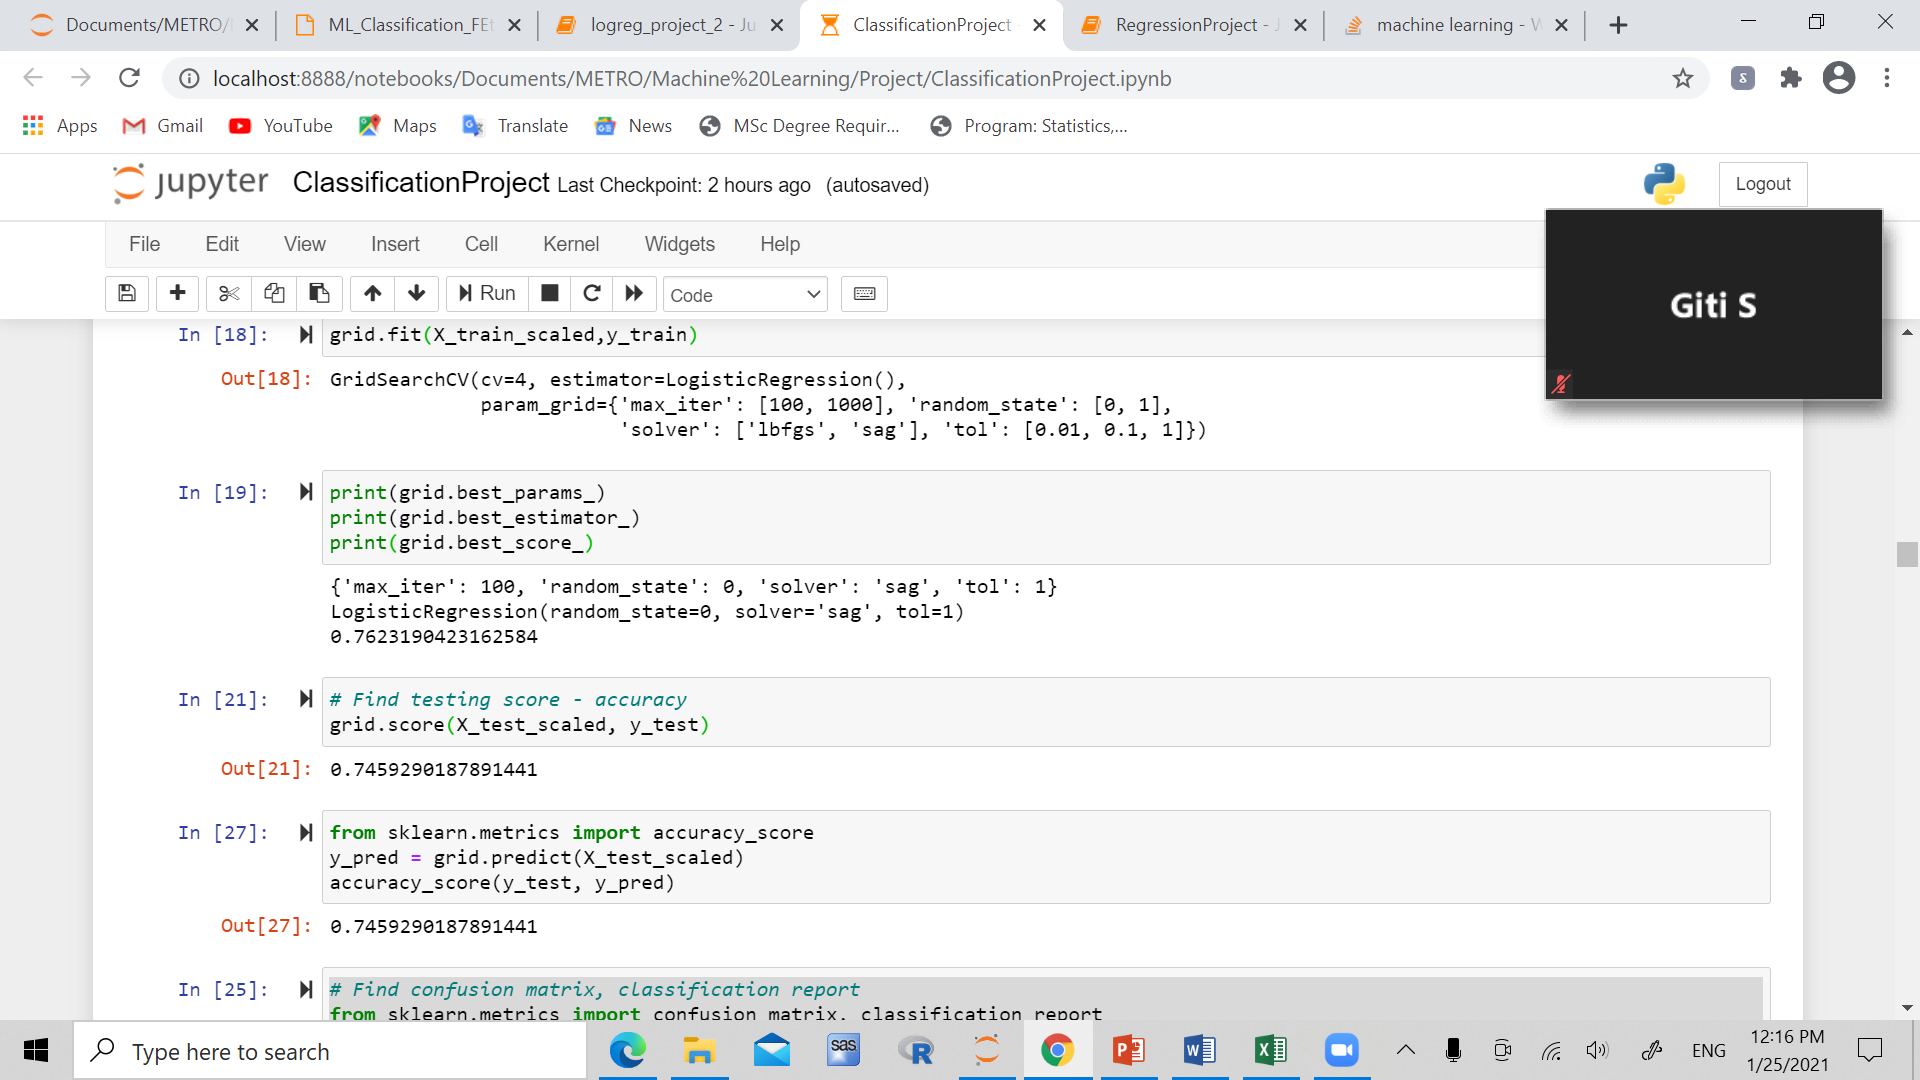 Documents/METRO/
ML_Classification_FEt
logreg_project_2 - Ju
ClassificationProject
RegressionProject - J
machine learning - W
localhost:8888/notebooks/Documents/METRO/Machine%20Learning/Project/ClassificationProject.ipynb
Apps
Gmail
YouTube
Maps
Translate
News
MSc Degree Requir...
Program: Statistics,...
jupyter ClassificationProject Last Checkpoint: 2 hours ago (autosaved)
Logout
File Edit View Insert Cell Kernel Widgets Help
Run
Code
Giti S
In [18]: grid.fit(X_train_scaled,y_train)
Out[18]: GridSearchCV(cv=4, estimator=LogisticRegression(),
param_grid={'max_iter': [100, 1000], 'random_state': [0, 1],
'solver': ['lbfgs', 'sag'], 'tol': [0.01, 0.1, 1]})
In [19]: print(grid.best_params_)
print(grid.best_estimator_)
print(grid.best_score_)
{'max_iter': 100, 'random_state': 0, 'solver': 'sag', 'tol': 1}
LogisticRegression(random_state=0, solver='sag', tol=1)
0.7623190423162584
In [21]: # Find testing score - accuracy
grid.score(X_test_scaled, y_test)
Out[21]: 0.7459290187891441
In [27]: from sklearn.metrics import accuracy_score
y_pred = grid.predict(X_test_scaled)
accuracy_score(y_test, y_pred)
Out[27]: 0.7459290187891441
In [25]: # Find confusion matrix, classification report
from sklearn.metrics import confusion_matrix, classification_report
Type here to search
sas
ENG
12:16 PM
1/25/2021